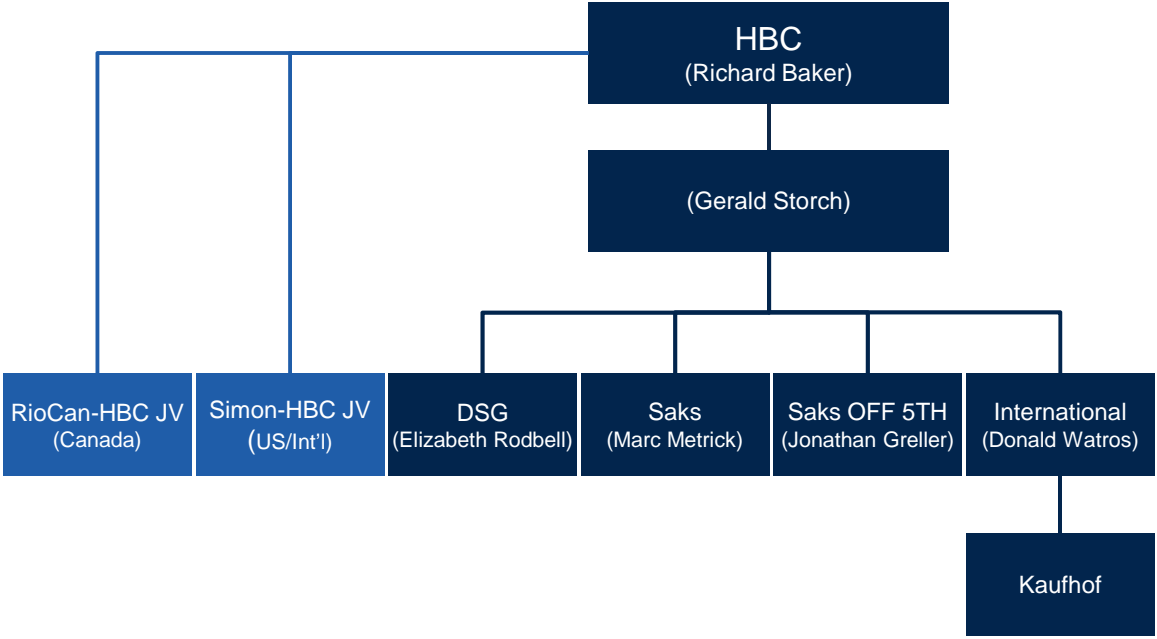 HBC
(Richard Baker)
(Gerald Storch)
RioCan-HBC JV
(Canada)
Simon-HBC JV
(US/Int’l)
DSG
(Elizabeth Rodbell)
Saks
(Marc Metrick)
Saks OFF 5TH
(Jonathan Greller)
International
(Donald Watros)
Kaufhof